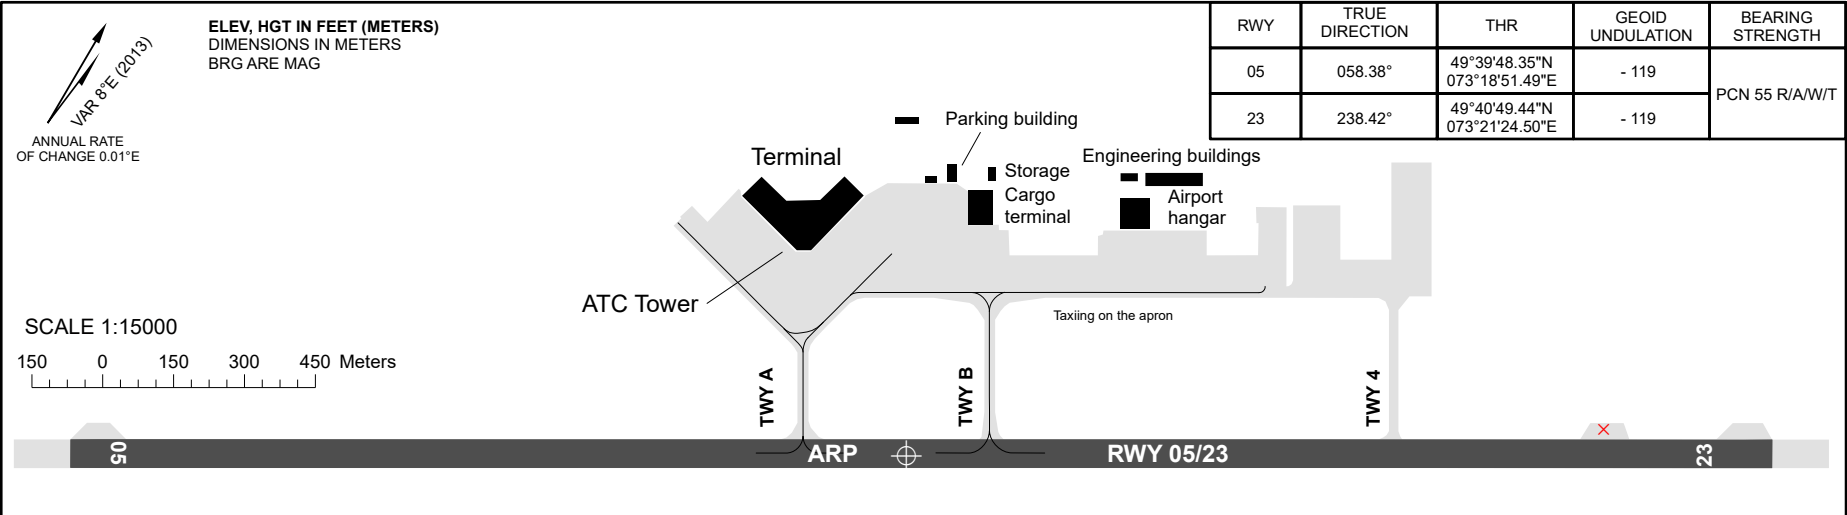 ELEV, HGT IN FEET (METERS)
DIMENSIONS IN METERS
BRG ARE MAG
VAR 8°E (2013)
ANNUAL RATE
OF CHANGE 0.01°E
RWY
TRUE
DIRECTION
THR
GEOID
UNDULATION
BEARING
STRENGTH
05
058.38°
49°39'48.35"N
073°18'51.49"E
- 119
PCN 55 R/A/W/T
23
238.42°
49°40'49.44"N
073°21'24.50"E
- 119
Parking building
Terminal
Storage
Cargo
terminal
Engineering buildings
Airport
hangar
ATC Tower
Taxiing on the apron
SCALE 1:15000
150 0 150 300 450 Meters
TWY A
TWY B
TWY 4
05
ARP
RWY 05/23
23